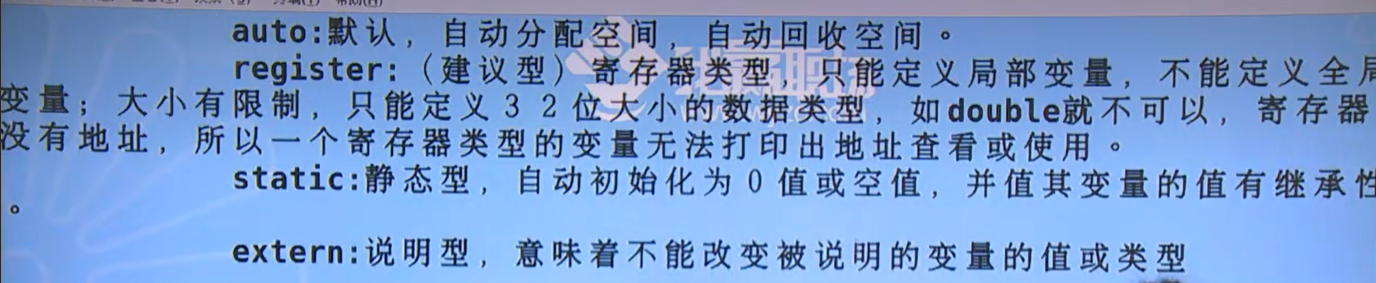 auto:默认，自动分配空间，自动回收空间。
register:（建议型）寄存器类型，只能定义局部变量，不能定义全局
变量；大小有限制，只能定义32位大小的数据类型，如double就不可以，寄存器
没有地址，所以一个寄存器类型的变量无法打印出地址查看或使用。
static:静态型，自动初始化为0值或空值，并值其变量的值有继承性
。
extern:说明型，意味着不能改变被说明的变量的值或类型